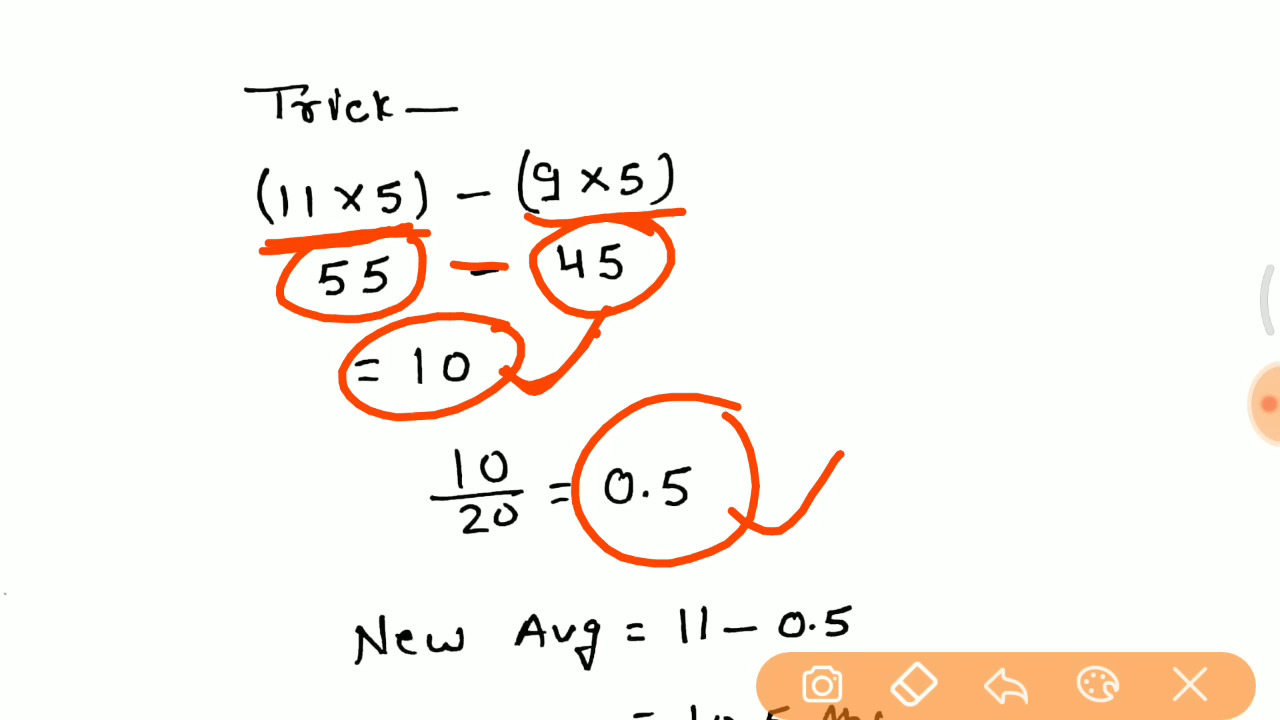 Trick —
(11 × 5) - (9 × 5)
55 - 45
= 10
10/20 = 0.5
New Avg = 11 - 0.5